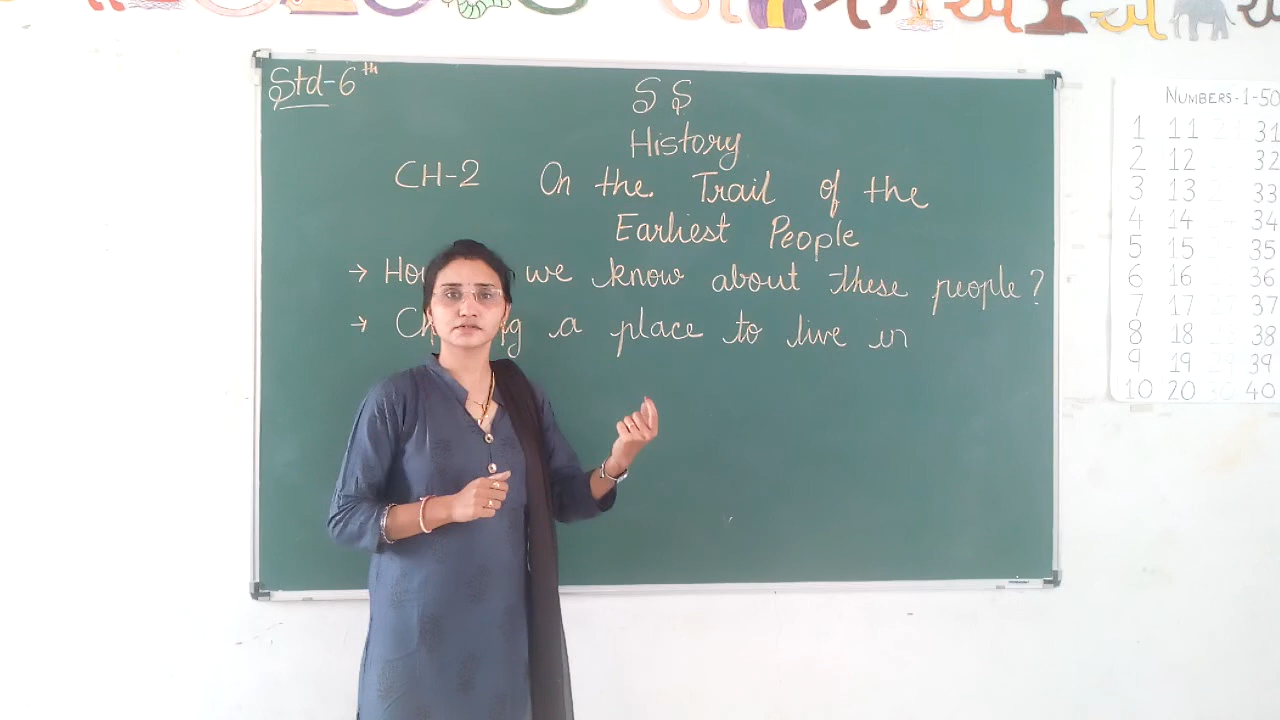 Std-6th
SS
History
CH-2 On the Trail of the
Earliest People
→ we know about these people?
→ a place to live in
NUMBERS-1-50
1 11 31
2 12 32
3 13 33
4 14 34
5 15 35
6 16 36
7 17 37
8 18 38
9 19 39
10 20 30 40